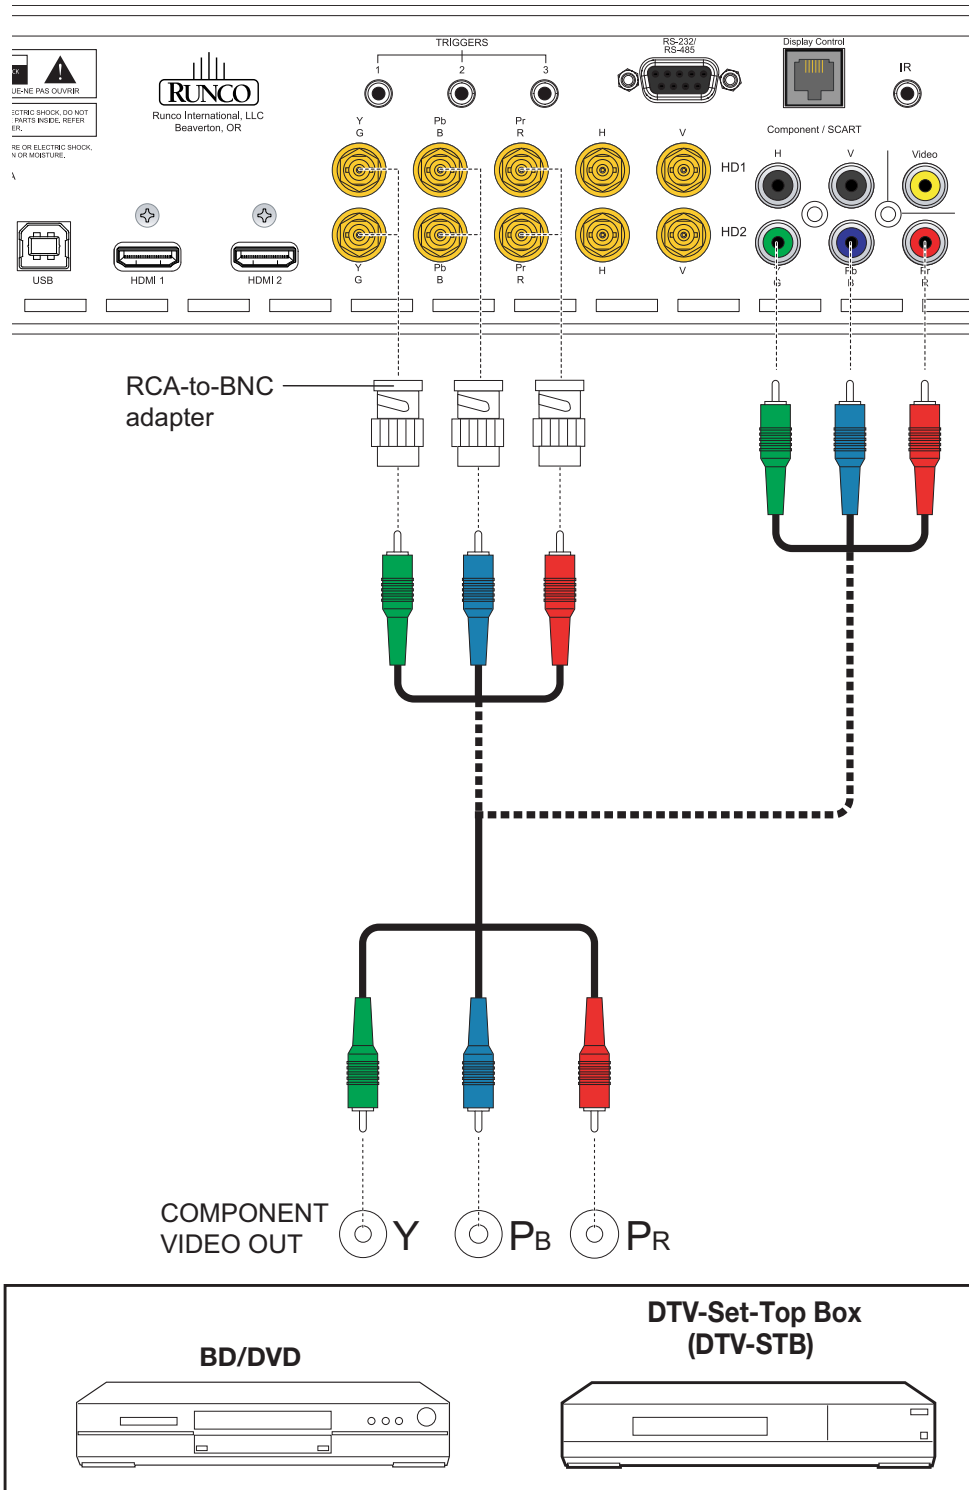 TRIGGERS
1 2 3
RS-232/
RS-485
Display Control
IR
CK
UE-NE PAS OUVRIR
ECTRIC SHOCK, DO NOT
PARTS INSIDE. REFER
ER.
RE OR ELECTRIC SHOCK,
N OR MOISTURE.
RUNCO
Runco International, LLC
Beaverton, OR
Y Pb Pr
G B R H V
HD1
HD2
Y Pb Pr
G B R H V
Component / SCART
H V Video
Pb Pr
G B R
USB
HDMI 1
HDMI 2
RCA-to-BNC
adapter
COMPONENT
VIDEO OUT
Y PB PR
BD/DVD
DTV-Set-Top Box
(DTV-STB)